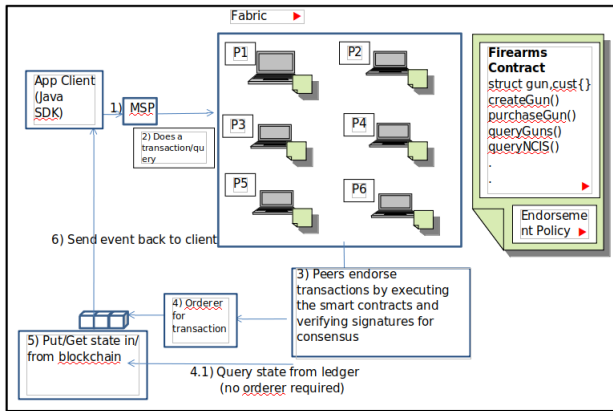 Fabric
P1
P2
P3
P4
P5
P6
App Client
(Java
SDK)
1)
MSP
2) Does a
transaction/qu
ery
Firearms
Contract
struct gun,cust{}
createGun()
purchaseGun()
queryGuns()
queryNCIS()
.
.
Endorseme
nt Policy
6) Send event back to client
3) Peers endorse
transactions by executing
the smart contracts and
verifying signatures for
consensus
4) Orderer
for
transaction
5) Put/Get state in/
from blockchain
4.1) Query state from ledger
(no orderer required)